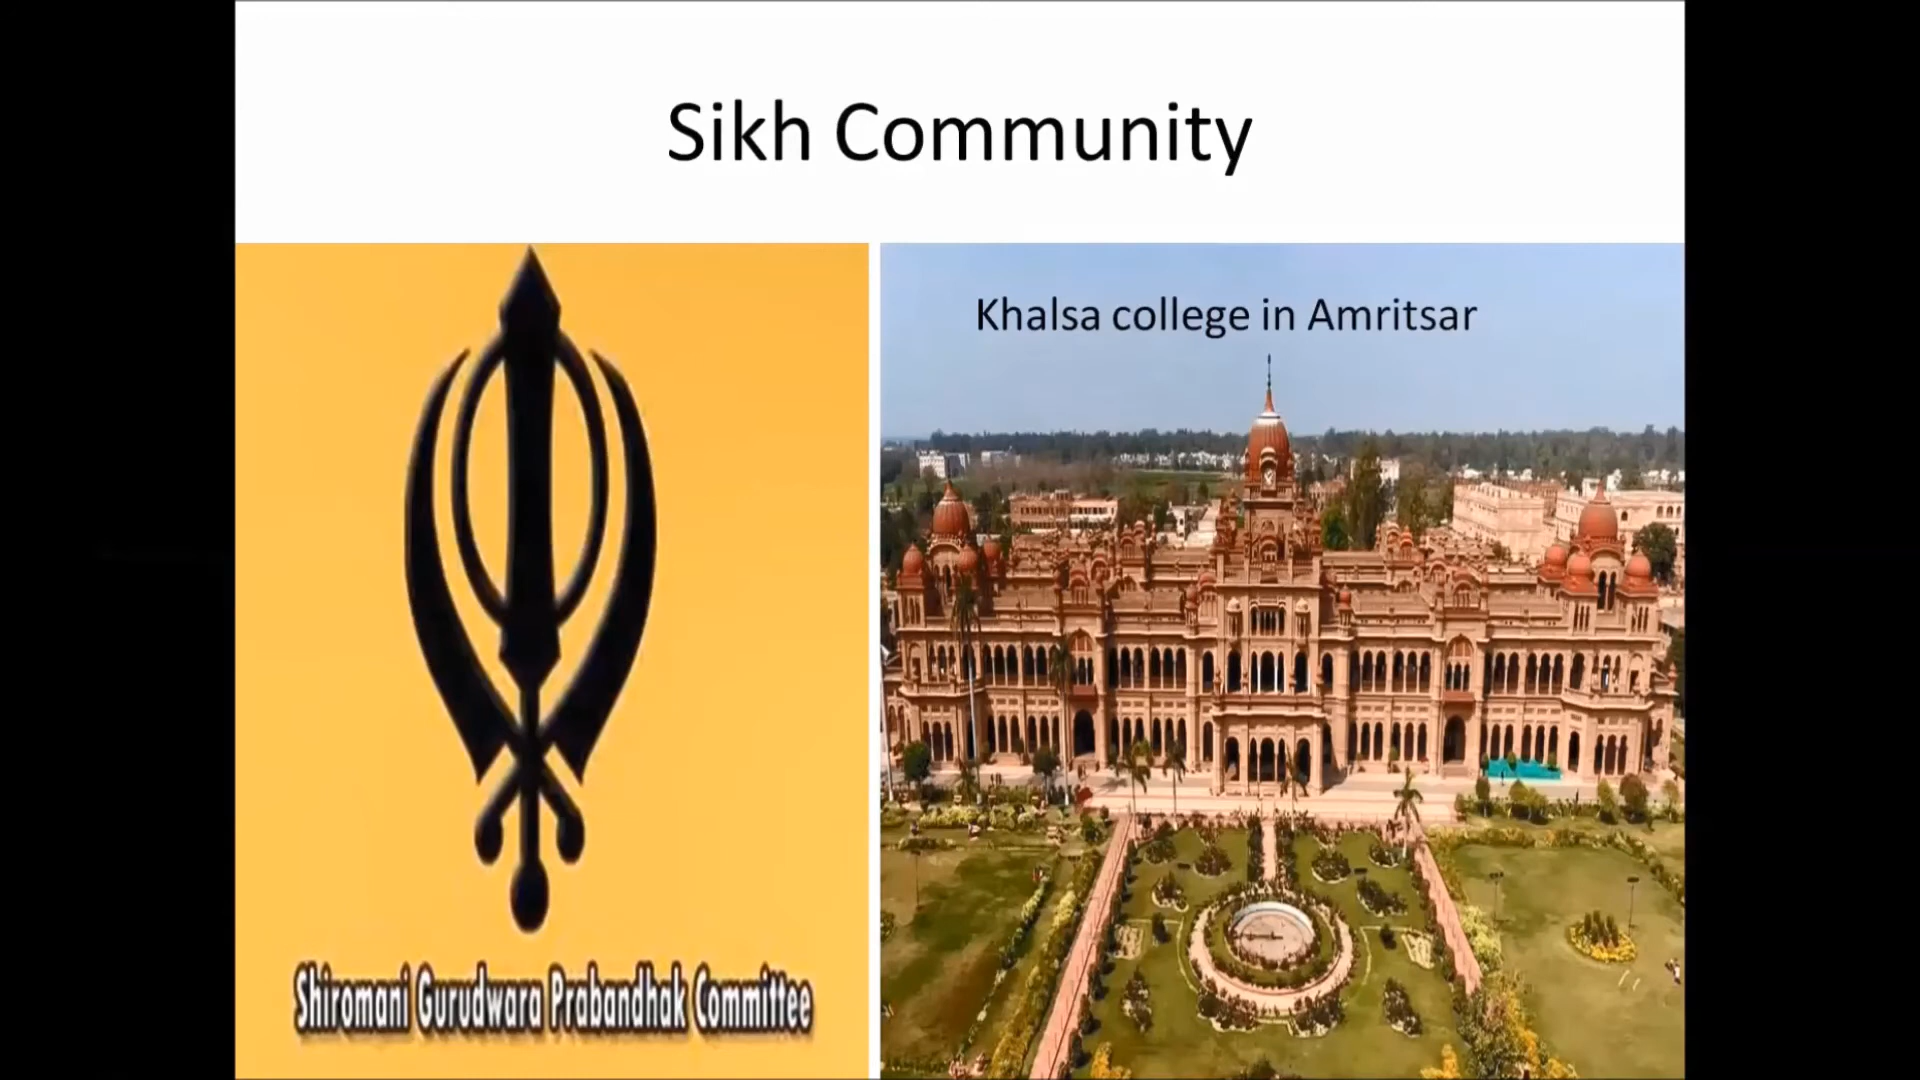 Sikh Community
Khalsa college in Amritsar
Shiromani Gurudwara Prabandhak Committee